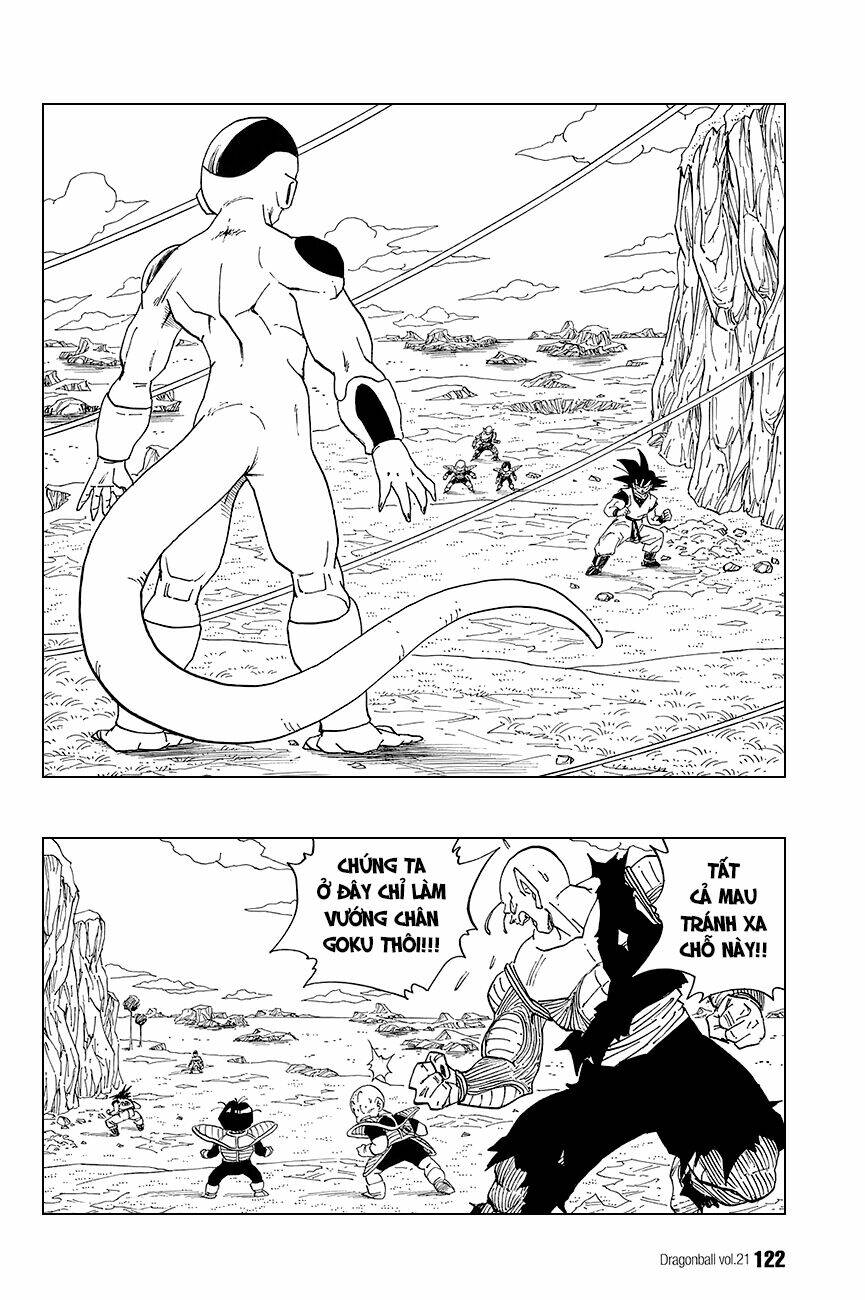 TẤT
CẢ MAU
TRÁNH XA
CHỖ NÀY!!
CHÚNG TA
Ở ĐÂY CHỈ LÀM
VƯỚNG CHÂN
GOKU THÔI!!!
Dragonball vol.21 122